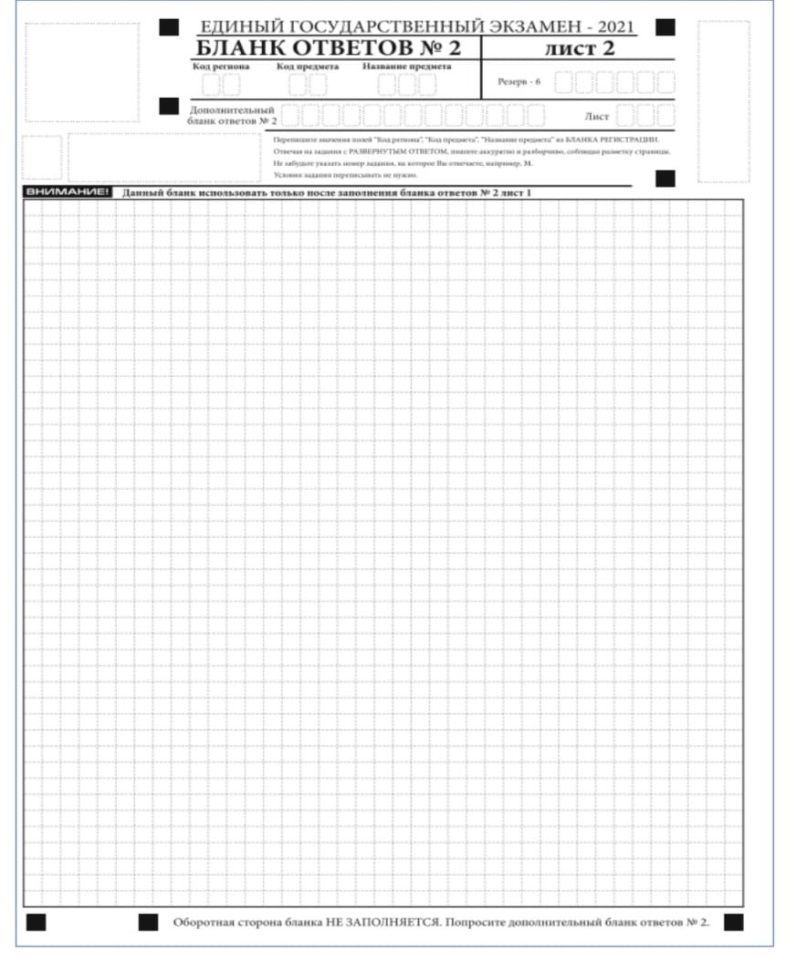 ЕДИНЫЙ ГОСУДАРСТВЕННЫЙ ЭКЗАМЕН - 2021
БЛАНК ОТВЕТОВ № 2 лист 2
Код региона Код предмета Название предмета
Резерв - 6
Дополнительный
бланк ответов № 2
Лист
Перепишите значения полей "Код региона", "Код предмета", "Название предмета" из БЛАНКА РЕГИСТРАЦИИ.
Отвечая на задания с РАЗВЕРНУТЫМ ОТВЕТОМ, пишите аккуратно и разборчиво, соблюдая разметку страницы.
Не забудьте указать номер задания, на которое Вы отвечаете, например, 31.
Условия задания переписывать не нужно.
ВНИМАНИЕ! Данный бланк использовать только после заполнения бланка ответов № 2 лист 1
Оборотная сторона бланка НЕ ЗАПОЛНЯЕТСЯ. Попросите дополнительный бланк ответов № 2.